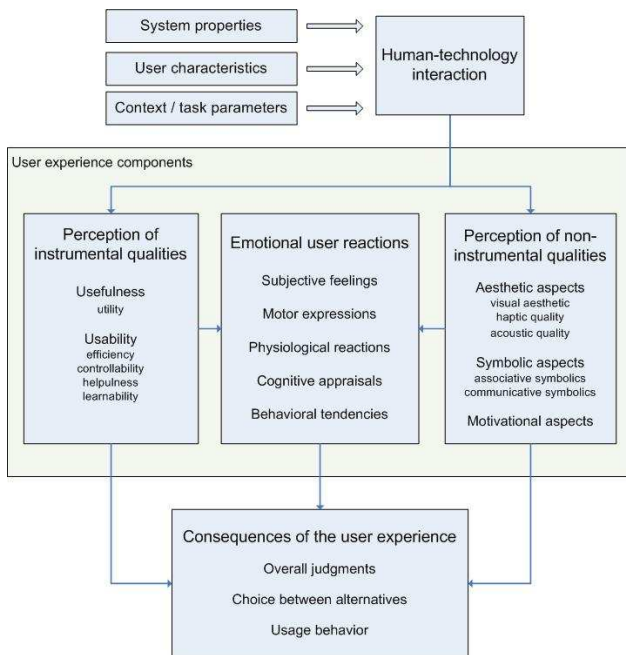 System properties
User characteristics
Context / task parameters
Human-technology
interaction
User experience components
Perception of
instrumental qualities
Usefulness
utility
Usability
efficiency
controllability
helpulness
learnability
Emotional user reactions
Subjective feelings
Motor expressions
Physiological reactions
Cognitive appraisals
Behavioral tendencies
Perception of non-
instrumental qualities
Aesthetic aspects
visual aesthetic
haptic quality
acoustic quality
Symbolic aspects
associative symbolics
communicative symbolics
Motivational aspects
Consequences of the user experience
Overall judgments
Choice between alternatives
Usage behavior